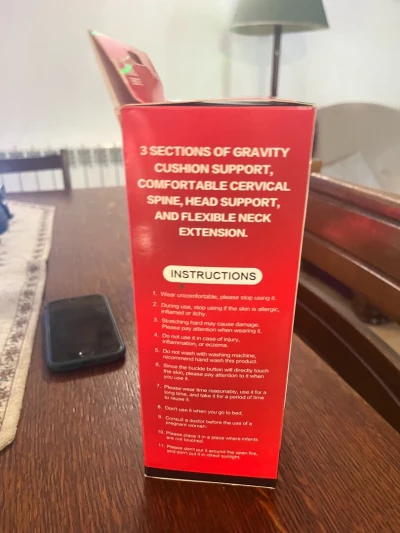 3 SECTIONS OF GRAVITY
CUSHION SUPPORT,
COMFORTABLE CERVICAL
SPINE, HEAD SUPPORT,
AND FLEXIBLE NECK
EXTENSION.
INSTRUCTIONS
1. Wear uncomfortable, please stop using it.
2. During use, stop using if the skin is allergic,
inflamed or itchy.
3. Stretching hard may cause damage.
Please pay attention when wearing it.
4. Do not use it in case of injury,
inflammation, or eczema.
5. Do not wash with washing machine,
recommend hand wash this product.
6. Since the buckle button will directly touch
the skin, please pay attention to it when
you use it.
7. Please wear time reasonably, use it for a
long time, and take it for a period of time
to reuse it.
8. Don't use it when you go to bed.
9. Consult a doctor before the use of a
pregnant woman.
10. Please place it in a place where infants
are not touched.
11. Please don't put it around the open fire,
and don't put it in direct sunlight.